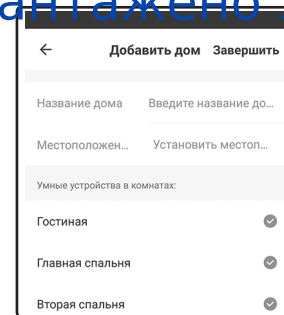 антажено
← Добавить дом Завершить
Название дома Введите название до...
Местоположен... Установить местоп...
Умные устройства в комнатах:
Гостиная
Главная спальня
Вторая спальня